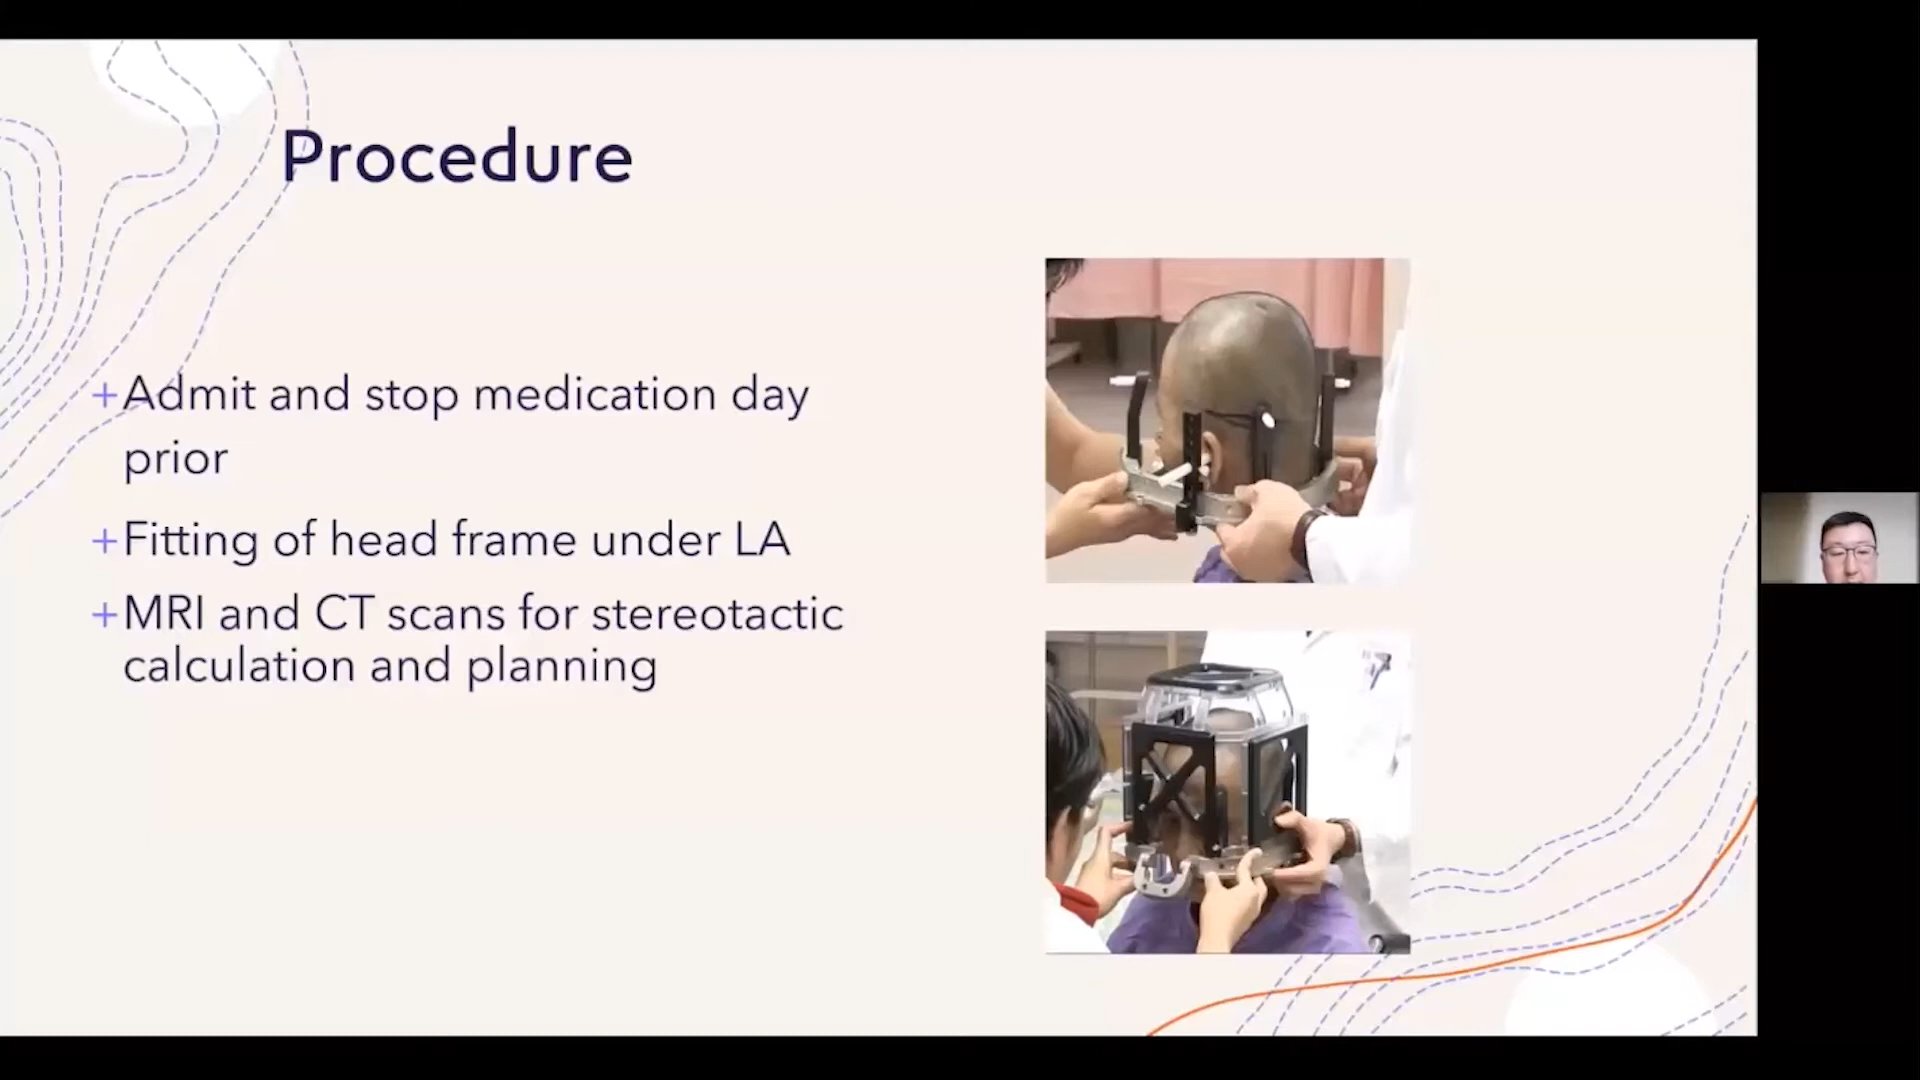 Procedure
+Admit and stop medication day
prior
+Fitting of head frame under LA
+MRI and CT scans for stereotactic
calculation and planning